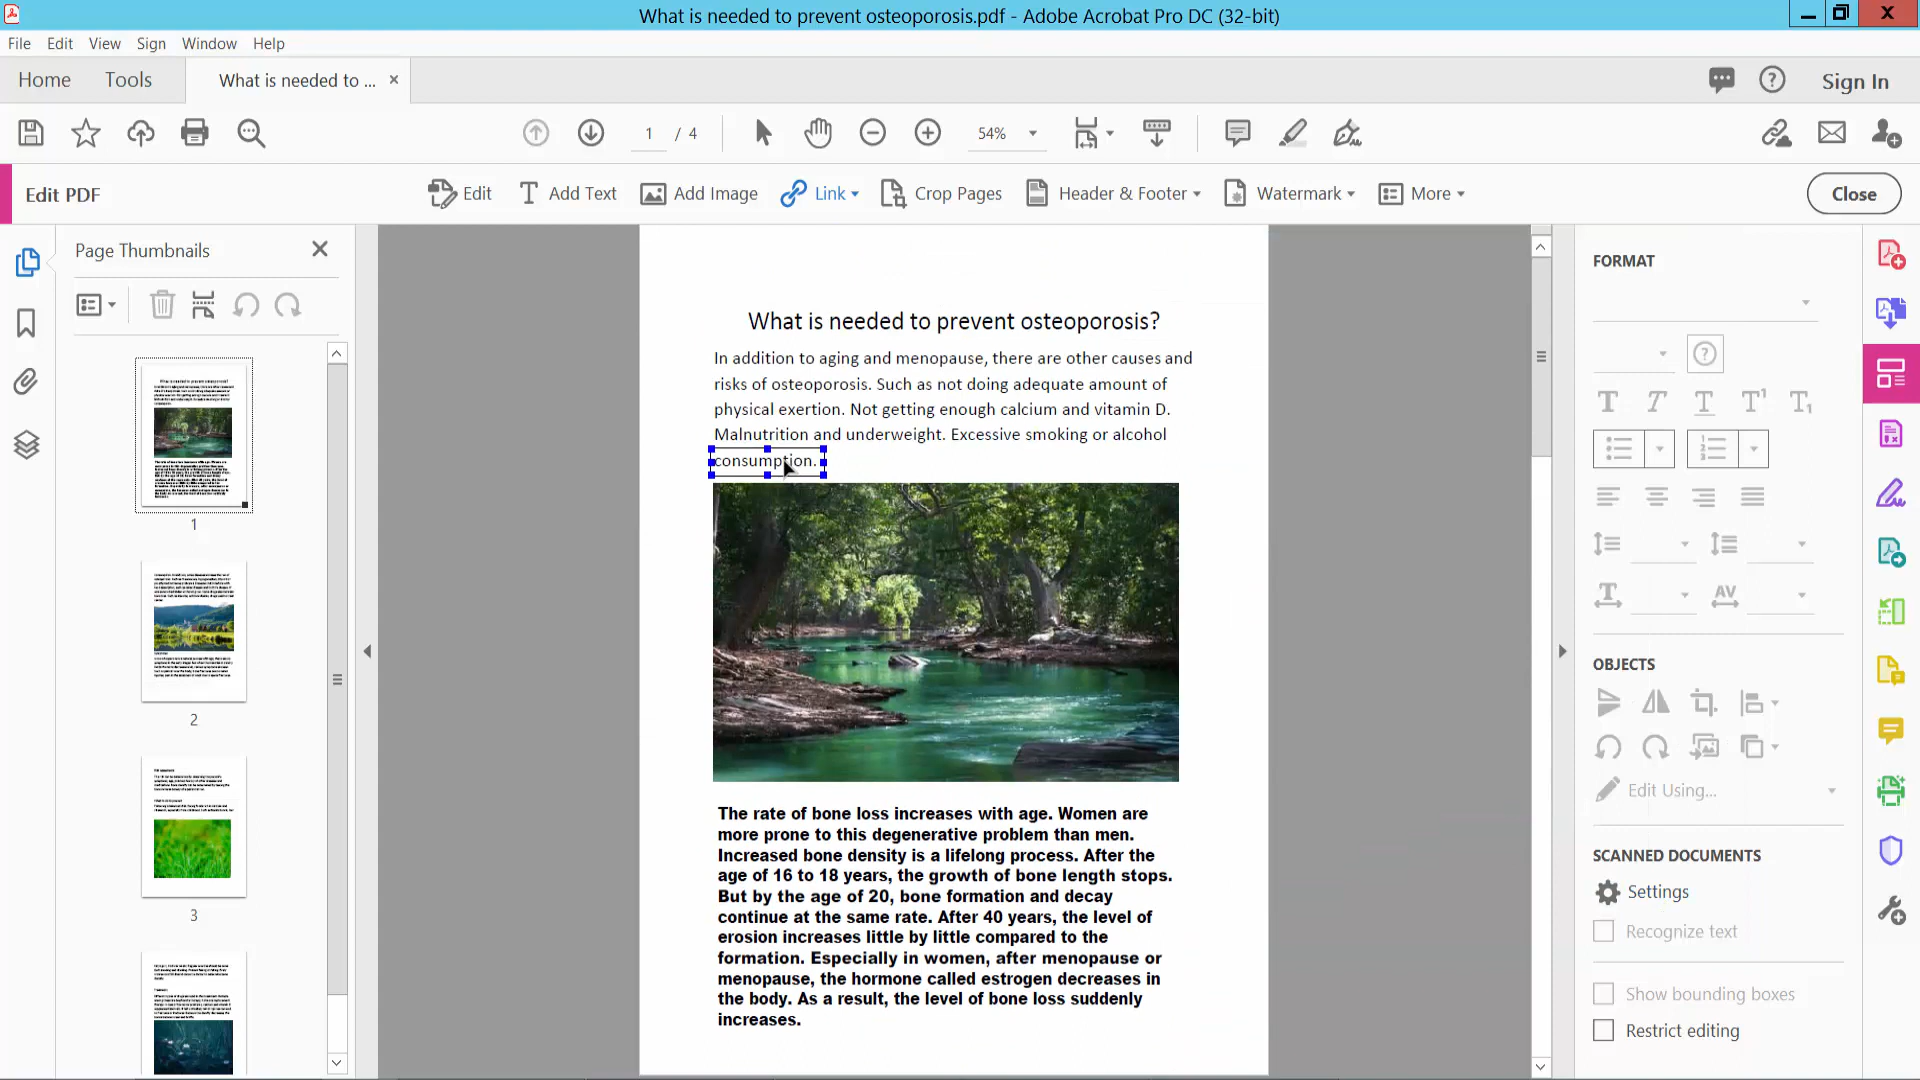 What is needed to prevent osteoporosis.pdf - Adobe Acrobat Pro DC (32-bit)
File Edit View Sign Window Help
Home Tools What is needed to ... × Sign In
1 / 4 54%
Edit PDF Edit Add Text Add Image Link Crop Pages Header & Footer Watermark More Close
Page Thumbnails
1
2
3
What is needed to prevent osteoporosis?
In addition to aging and menopause, there are other causes and
risks of osteoporosis. Such as not doing adequate amount of
physical exertion. Not getting enough calcium and vitamin D.
Malnutrition and underweight. Excessive smoking or alcohol
consumption.
The rate of bone loss increases with age. Women are
more prone to this degenerative problem than men.
Increased bone density is a lifelong process. After the
age of 16 to 18 years, the growth of bone length stops.
But by the age of 20, bone formation and decay
continue at the same rate. After 40 years, the level of
erosion increases little by little compared to the
formation. Especially in women, after menopause or
menopause, the hormone called estrogen decreases in
the body. As a result, the level of bone loss suddenly
increases.
FORMAT
OBJECTS
Edit Using...
SCANNED DOCUMENTS
Settings
Recognize text
Show bounding boxes
Restrict editing